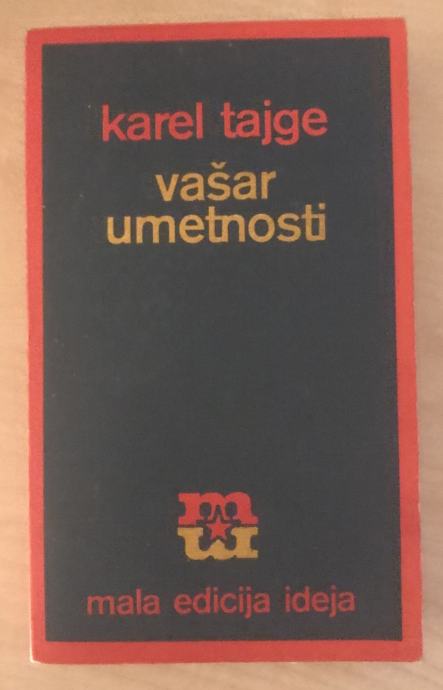 karel tajge
vašar
umetnosti
m
m
mala edicija ideja